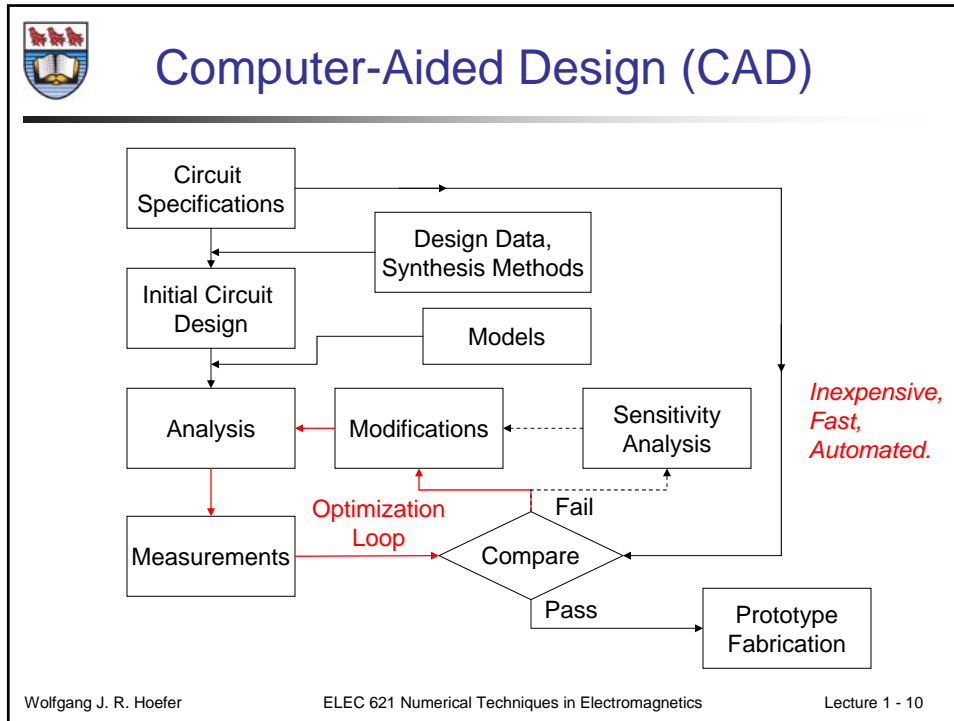 Computer-Aided Design (CAD)
Circuit
Specifications
Design Data,
Synthesis Methods
Initial Circuit
Design
Models
Analysis
Modifications
Sensitivity
Analysis
Inexpensive,
Fast,
Automated.
Optimization
Loop
Fail
Measurements
Compare
Pass
Prototype
Fabrication
Wolfgang J. R. Hoefer
ELEC 621 Numerical Techniques in Electromagnetics
Lecture 1 - 10